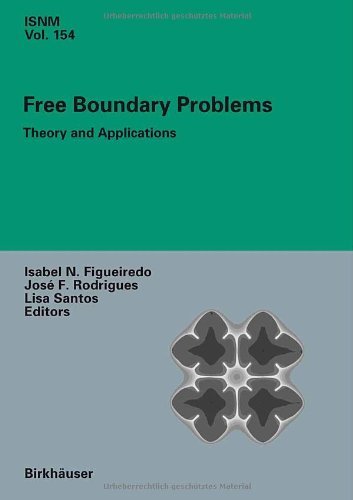 Urheberrechtlich geschütztes Material
ISNM
Vol. 154
Free Boundary Problems
Theory and Applications
Isabel N. Figueiredo
José F. Rodrigues
Lisa Santos
Editors
Birkhäuser
Urheberrechtlich geschütztes Material